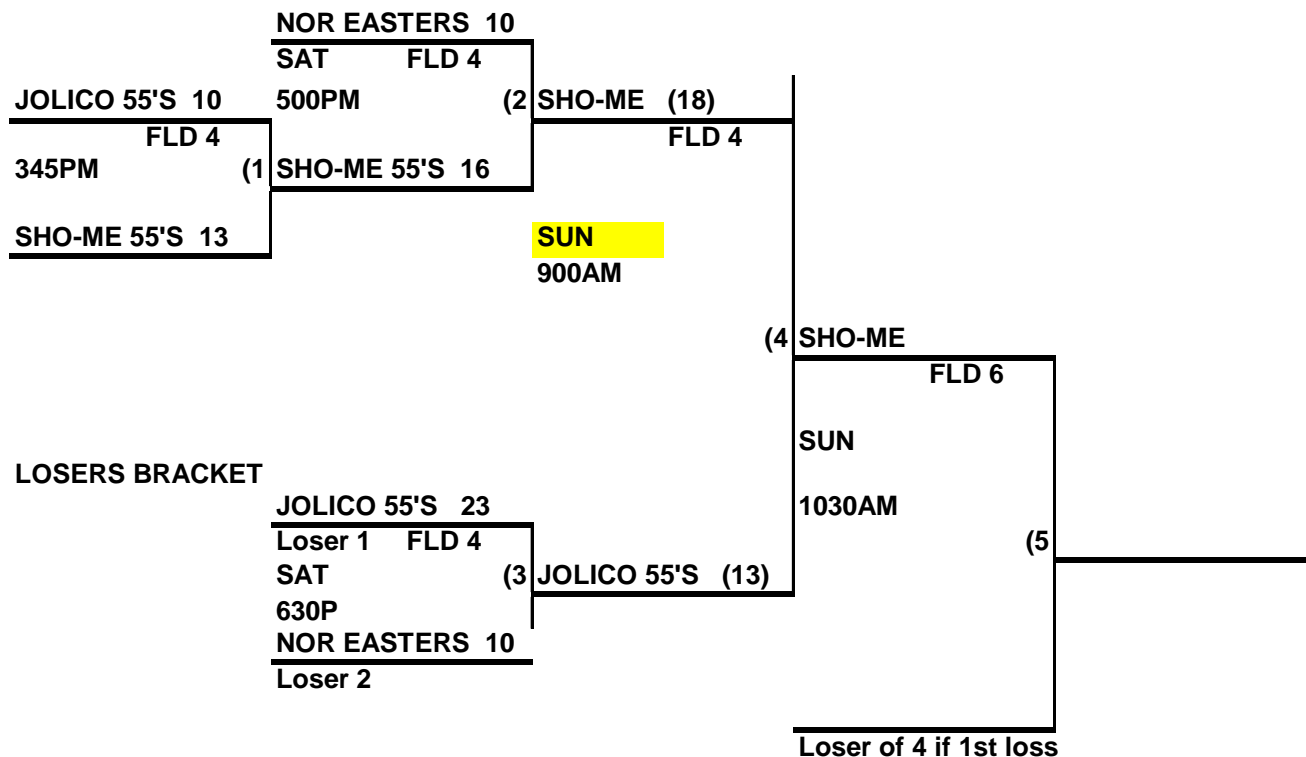 NOR EASTERS 10
SAT FLD 4
JOLICO 55'S 10 500PM (2 SHO-ME (18)
FLD 4 FLD 4
345PM (1 SHO-ME 55'S 16
SHO-ME 55'S 13 SUN
900AM
(4 SHO-ME
FLD 6
SUN
LOSERS BRACKET
JOLICO 55'S 23 1030AM
Loser 1 FLD 4 (5
SAT (3 JOLICO 55'S (13)
630P
NOR EASTERS 10
Loser 2
Loser of 4 if 1st loss